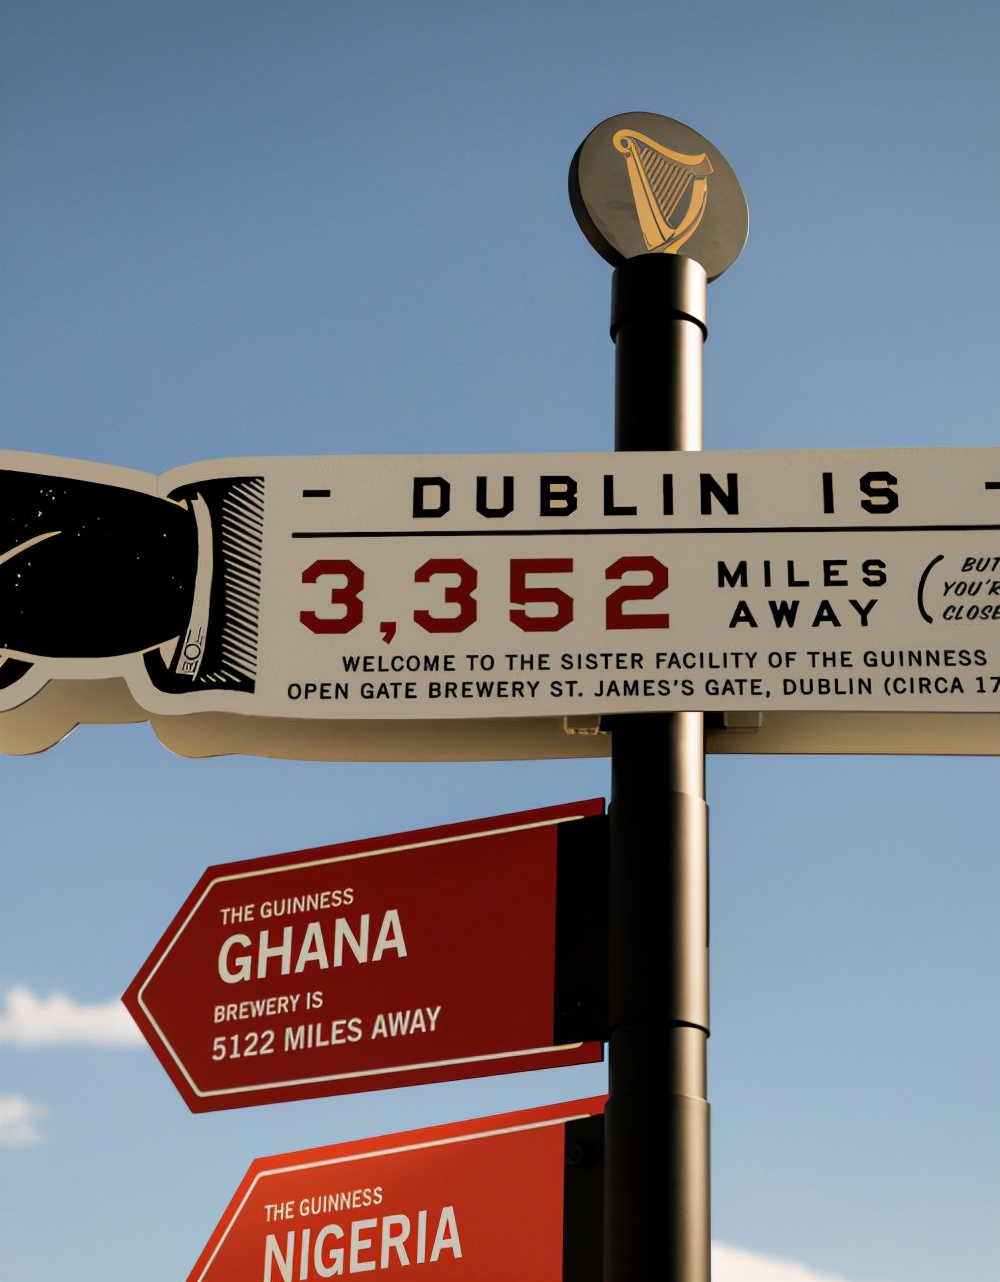 - DUBLIN IS -
3,352 MILES AWAY
(BUT
YOU'R
CLOSE
WELCOME TO THE SISTER FACILITY OF THE GUINNESS
OPEN GATE BREWERY ST. JAMES'S GATE, DUBLIN (CIRCA 17
THE GUINNESS
GHANA
BREWERY IS
5122 MILES AWAY
THE GUINNESS
NIGERIA